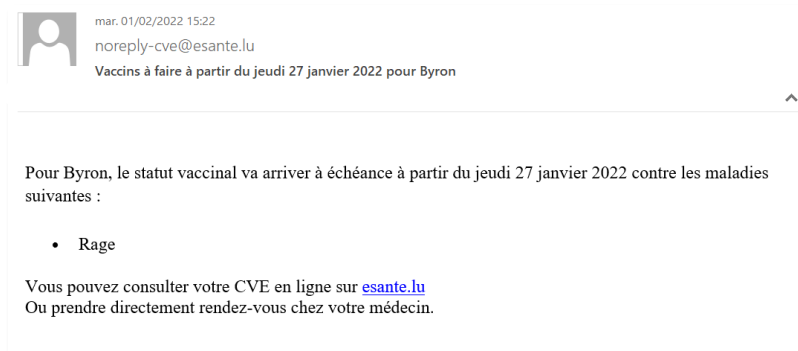 mar. 01/02/2022 15:22
noreply-cve@esante.lu
Vaccins à faire à partir du jeudi 27 janvier 2022 pour Byron
Pour Byron, le statut vaccinal va arriver à échéance à partir du jeudi 27 janvier 2022 contre les maladies
suivantes :
• Rage
Vous pouvez consulter votre CVE en ligne sur esante.lu
Ou prendre directement rendez-vous chez votre médecin.